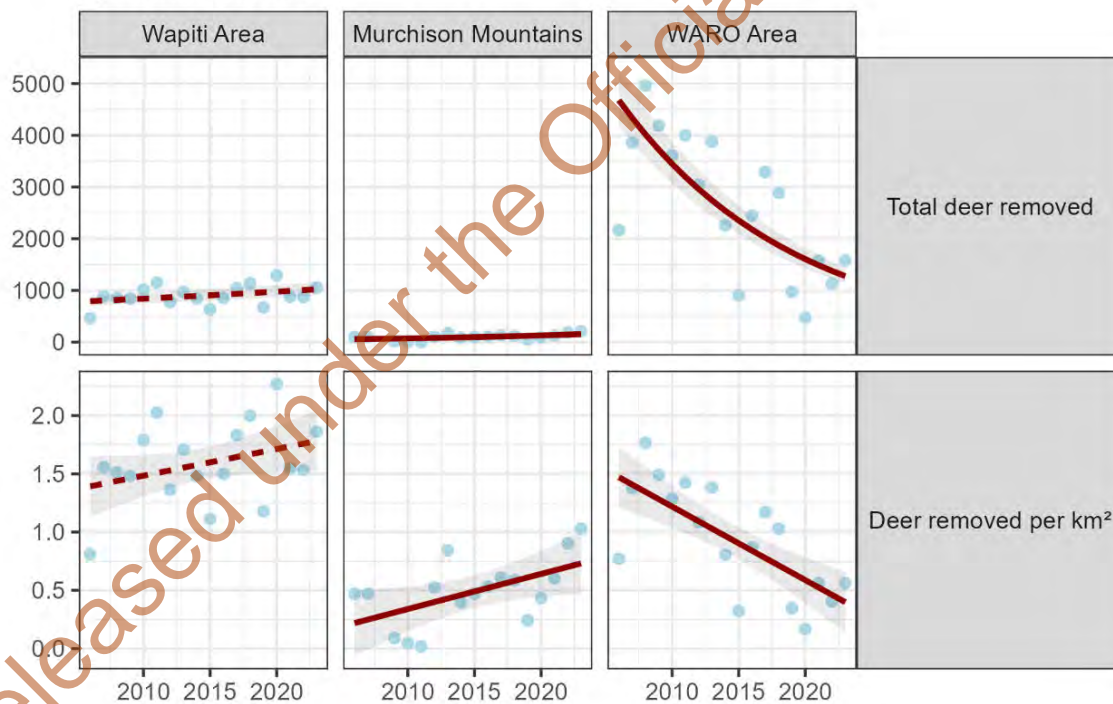 Wapiti Area
Murchison Mountains
WARO Area
5000
4000
3000
2000
1000
0
Total deer removed
2.0
1.5
1.0
0.5
0.0
Deer removed per km²
2010 2015 2020
2010 2015 2020
2010 2015 2020
eleased under the Official